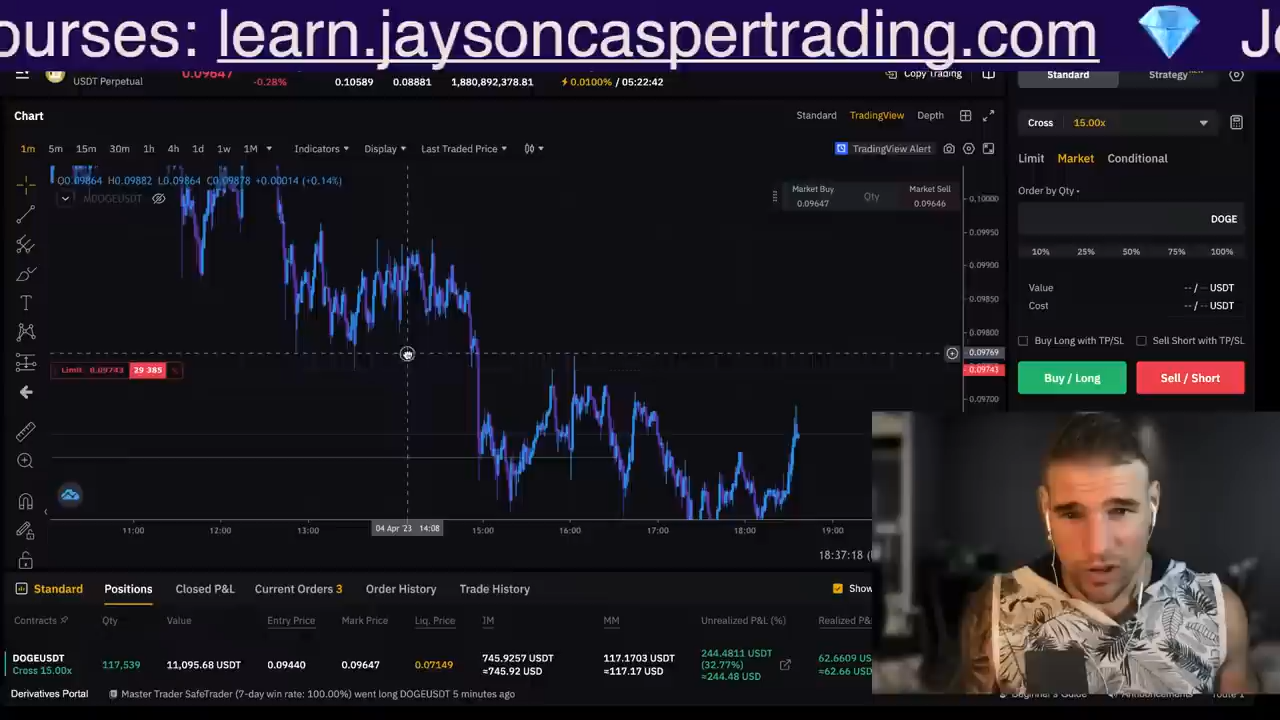 ourses: learn.jaysoncaspertrading.com 💎 Jo
USDT Perpetual
0.09647
-0.28%
0.10589
0.08881
1,880,892,378.81
0.0100% / 05:22:42
Copy Trading
Standard
Strategy
Chart
Standard
TradingView
Depth
Cross 15.00x
1m 5m 15m 30m 1h 4h 1d 1w 1M
Indicators
Display
Last Traded Price
TradingView Alert
Limit Market Conditional
O0.09864 H0.09882 L0.09864 C0.09878 +0.00014 (+0.14%)
MDOGEUSDT
Market Buy
0.09647
Qty
Market Sell
0.09646
Order by Qty
DOGE
10% 25% 50% 75% 100%
0.10000
0.09950
0.09900
0.09850
0.09800
0.09769
0.09743
0.09700
Value -- / -- USDT
Cost -- / -- USDT
Buy Long with TP/SL
Sell Short with TP/SL
Buy / Long
Sell / Short
Limit 0.09743 29 385
11:00 12:00 13:00 04 Apr '23 14:08 15:00 16:00 17:00 18:00 19:00
18:37:18
Standard
Positions
Closed P&L
Current Orders 3
Order History
Trade History
Show
Contracts Qty Value Entry Price Mark Price Liq. Price IM MM Unrealized P&L (%) Realized P&
DOGEUSDT
Cross 15.00x
117,539
11,095.68 USDT
0.09440
0.09647
0.07149
745.9257 USDT
≈745.92 USD
117.1703 USDT
≈117.17 USD
244.4811 USDT
(32.77%)
≈244.48 USD
62.6609 USDT
≈62.66 USD
Derivatives Portal
Master Trader SafeTrader (7-day win rate: 100.00%) went long DOGEUSDT 5 minutes ago
Beginner's Guide
Announcements